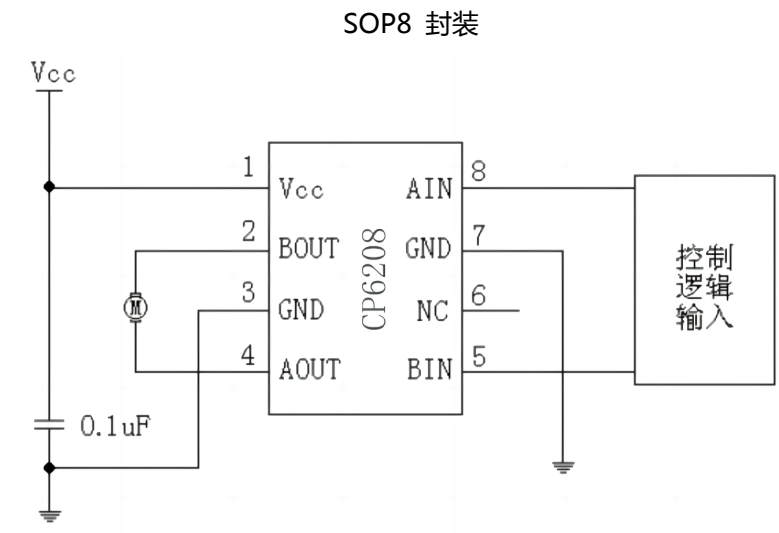 SOP8 封装
Vcc
1
Vcc
AIN
8
2
BOUT
GND
7
3
GND
NC
6
4
AOUT
BIN
5
CP6208
M
0.1uF
控制
逻辑
输入